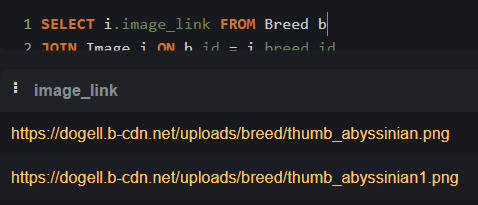 1 SELECT i.image_link FROM Breed b
2 JOIN Image i ON b.id = i.breed_id
image_link
https://dogell.b-cdn.net/uploads/breed/thumb_abyssinian.png
https://dogell.b-cdn.net/uploads/breed/thumb_abyssinian1.png